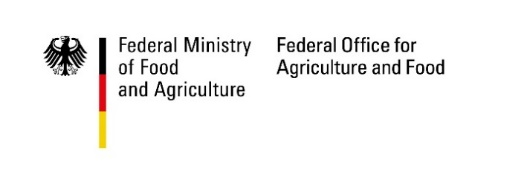 Federal Ministry
of Food
and Agriculture
Federal Office for
Agriculture and Food